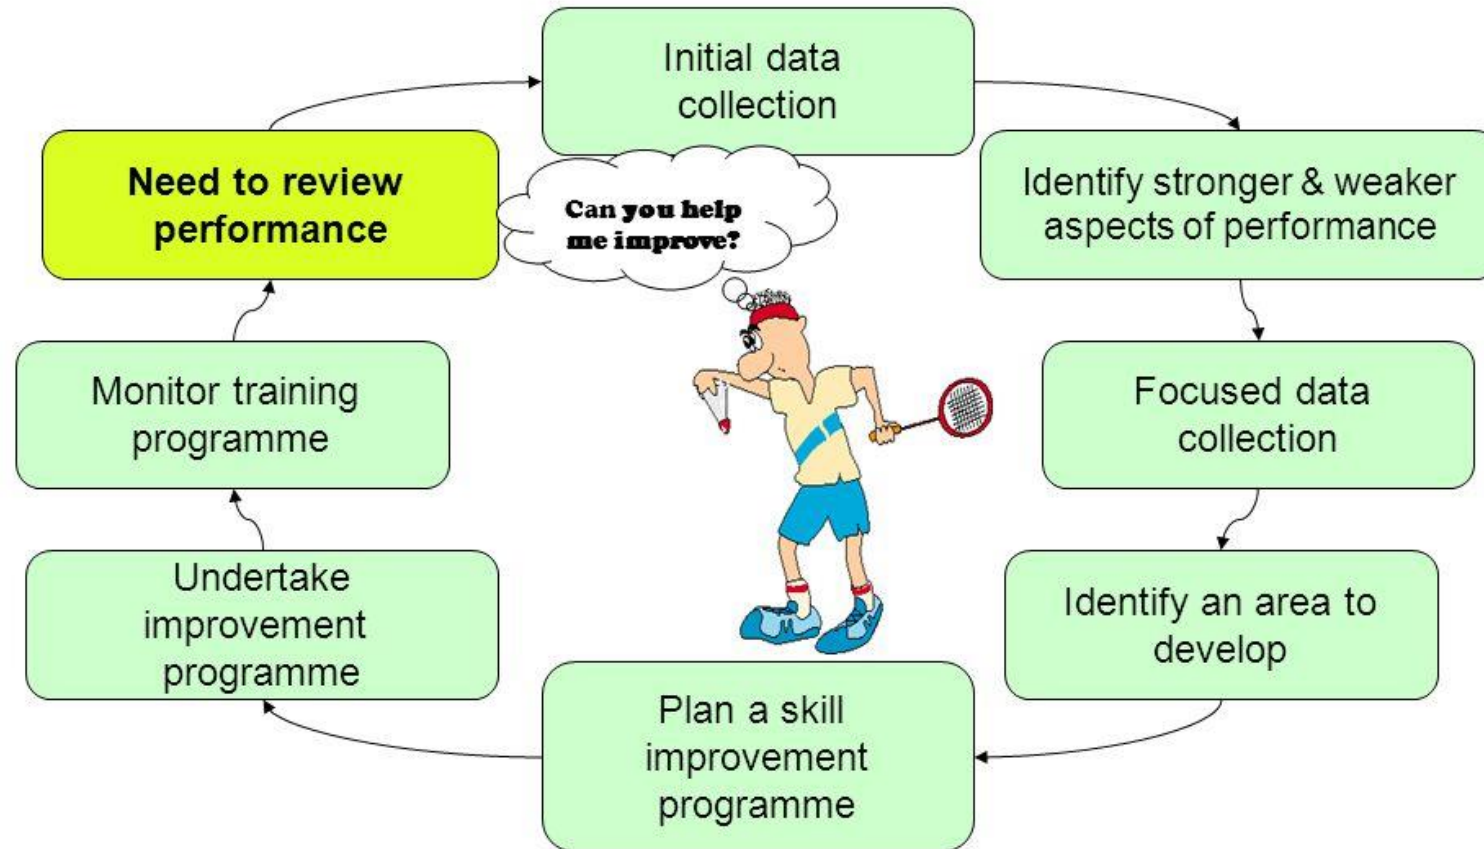 Initial data
collection
Need to review
performance
Can you help
me improve?
Identify stronger & weaker
aspects of performance
Monitor training
programme
Focused data
collection
Undertake
improvement
programme
Identify an area to
develop
Plan a skill
improvement
programme